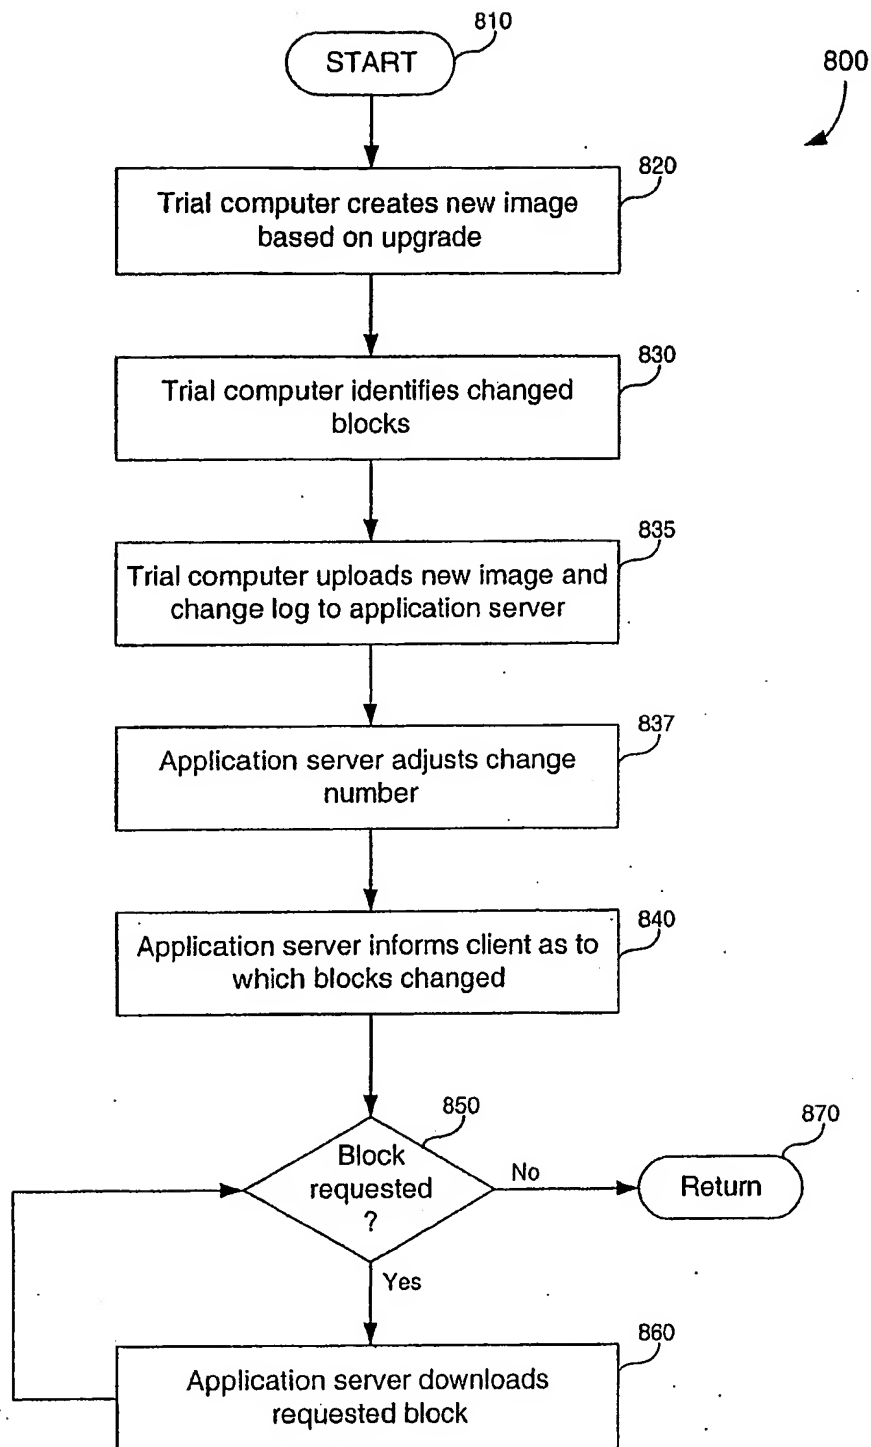 810
START
800
820
Trial computer creates new image
based on upgrade
830
Trial computer identifies changed
blocks
835
Trial computer uploads new image and
change log to application server
837
Application server adjusts change
number
840
Application server informs client as to
which blocks changed
850
Block
requested
?
No
870
Return
Yes
860
Application server downloads
requested block